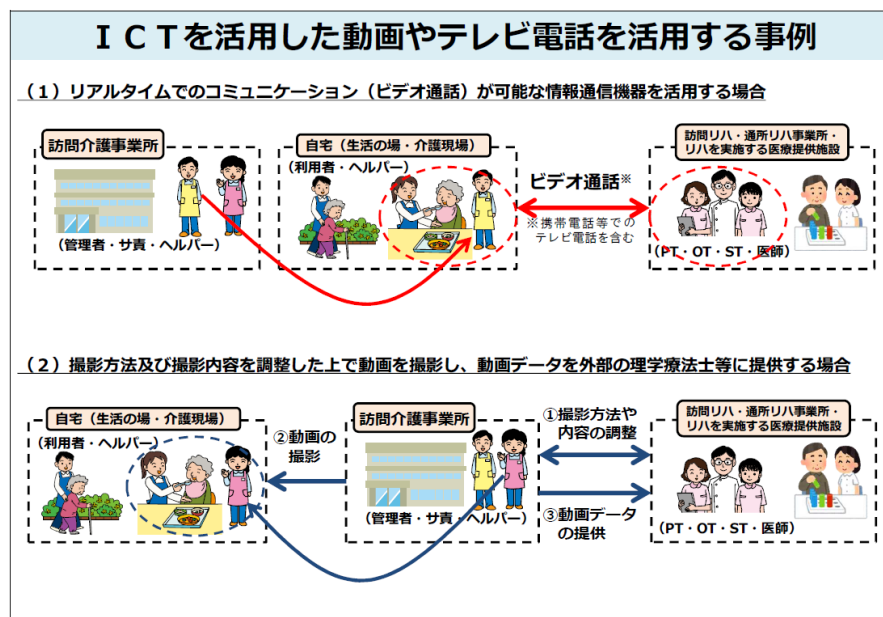 ＩＣＴを活用した動画やテレビ電話を活用する事例
（１）リアルタイムでのコミュニケーション（ビデオ通話）が可能な情報通信機器を活用する場合
訪問介護事業所
（管理者・サ責・ヘルパー）
自宅（生活の場・介護現場）
（利用者・ヘルパー）
ビデオ通話※
※携帯電話等での
テレビ電話を含む
訪問リハ・通所リハ事業所・
リハを実施する医療提供施設
（PT・OT・ST・医師）
（２）撮影方法及び撮影内容を調整した上で動画を撮影し、動画データを外部の理学療法士等に提供する場合
自宅（生活の場・介護現場）
（利用者・ヘルパー）
②動画の
撮影
訪問介護事業所
（管理者・サ責・ヘルパー）
①撮影方法や
内容の調整
③動画データ
の提供
訪問リハ・通所リハ事業所・
リハを実施する医療提供施設
（PT・OT・ST・医師）